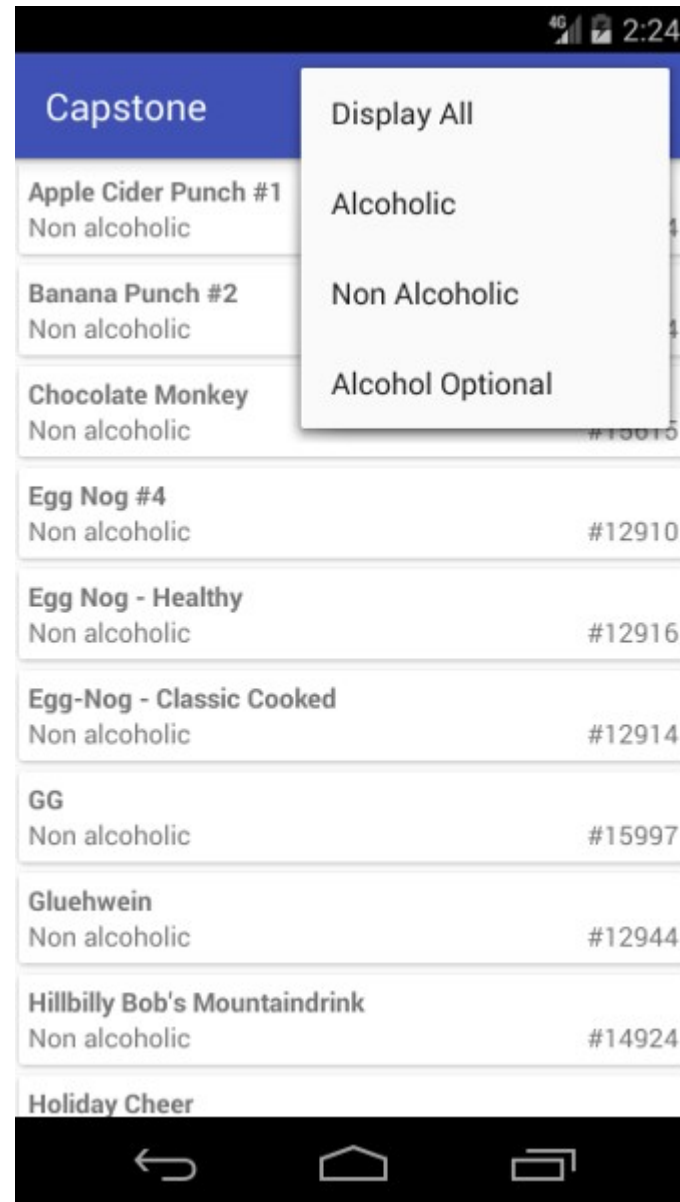 4G 2:24
Capstone
Display All
Alcoholic
Non Alcoholic
Alcohol Optional
Apple Cider Punch #1
Non alcoholic
Banana Punch #2
Non alcoholic
Chocolate Monkey
Non alcoholic #15615
Egg Nog #4
Non alcoholic #12910
Egg Nog - Healthy
Non alcoholic #12916
Egg-Nog - Classic Cooked
Non alcoholic #12914
GG
Non alcoholic #15997
Gluehwein
Non alcoholic #12944
Hillbilly Bob's Mountaindrink
Non alcoholic #14924
Holiday Cheer